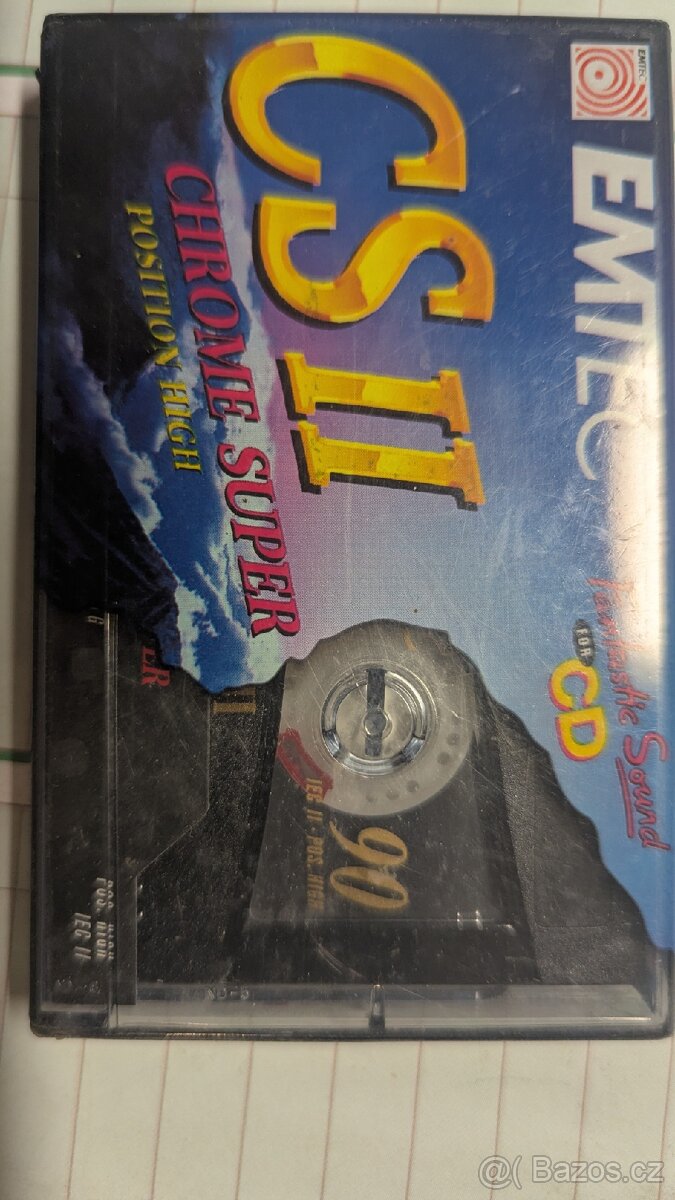 EMTEC
EMTEC
Fantastic Sound
FOR
CD
CS II
CHROME SUPER
POSITION HIGH
90
IEC II · POS. HIGH
POS. HIGH
IEC II
@( Bazos.cz